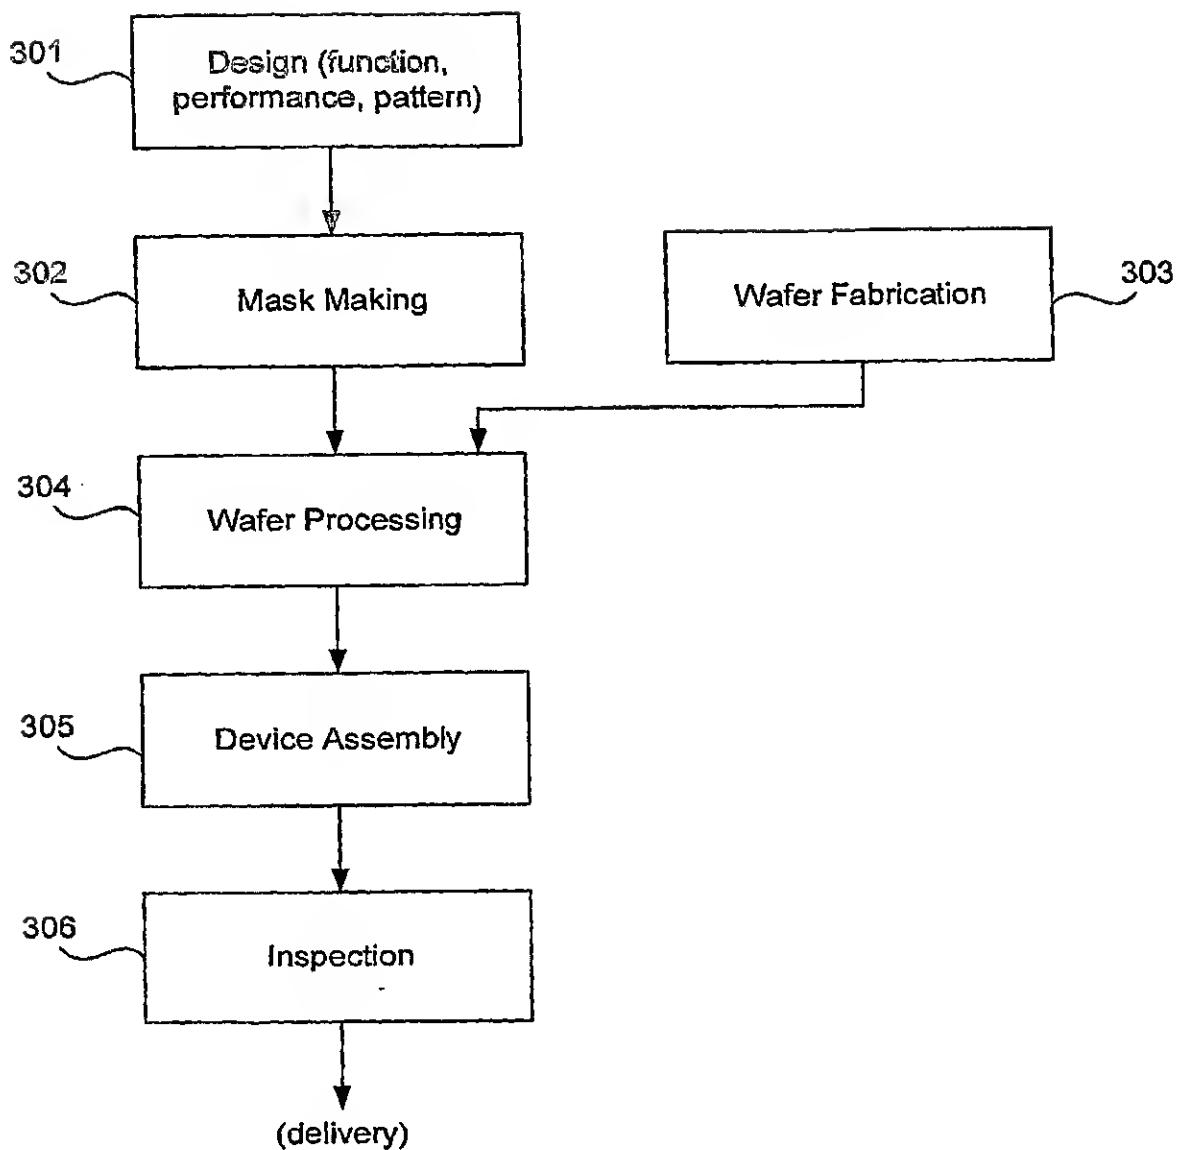 301
Design (function,
performance, pattern)
302
Mask Making
Wafer Fabrication
303
304
Wafer Processing
305
Device Assembly
306
Inspection
(delivery)